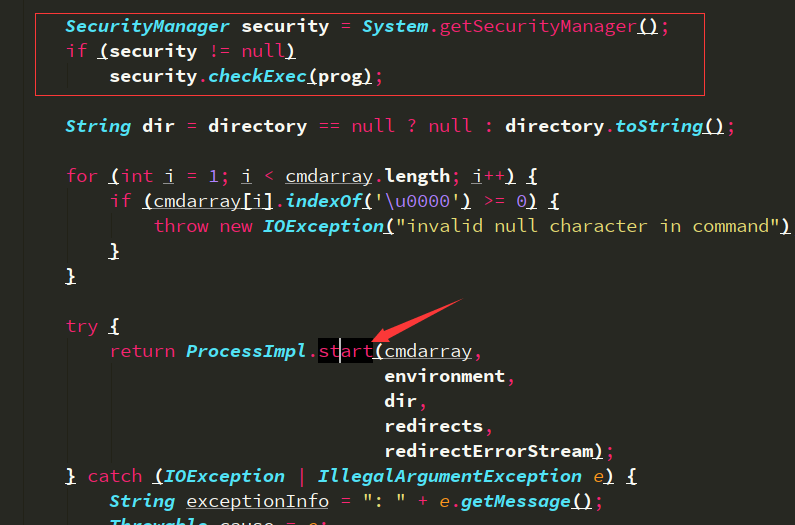 SecurityManager security = System.getSecurityManager();
if (security != null)
security.checkExec(prog);
String dir = directory == null ? null : directory.toString();
for (int i = 1; i < cmdarray.length; i++) {
if (cmdarray[i].indexOf('\u0000') >= 0) {
throw new IOException("invalid null character in command")
}
}
try {
return ProcessImpl.start(cmdarray,
environment,
dir,
redirects,
redirectErrorStream);
} catch (IOException | IllegalArgumentException e) {
String exceptionInfo = ": " + e.getMessage();
Throwable cause = e;